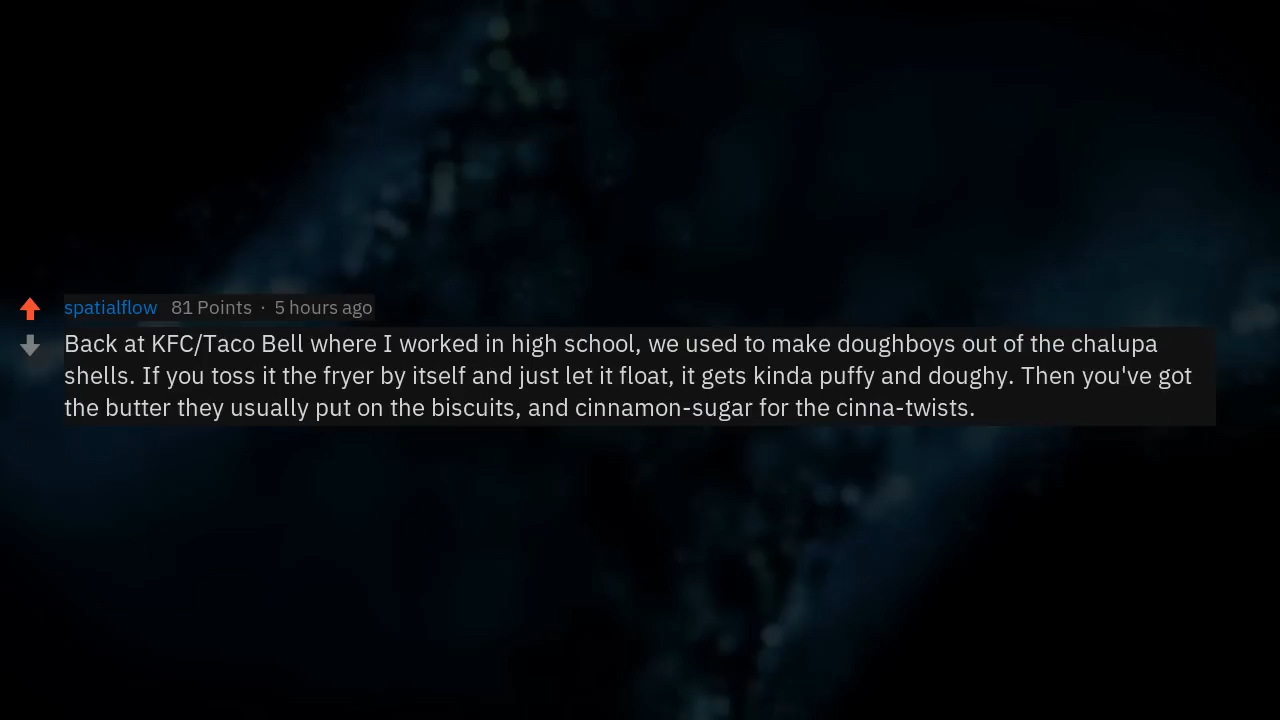 spatialflow 81 Points · 5 hours ago
Back at KFC/Taco Bell where I worked in high school, we used to make doughboys out of the chalupa
shells. If you toss it the fryer by itself and just let it float, it gets kinda puffy and doughy. Then you've got
the butter they usually put on the biscuits, and cinnamon-sugar for the cinna-twists.